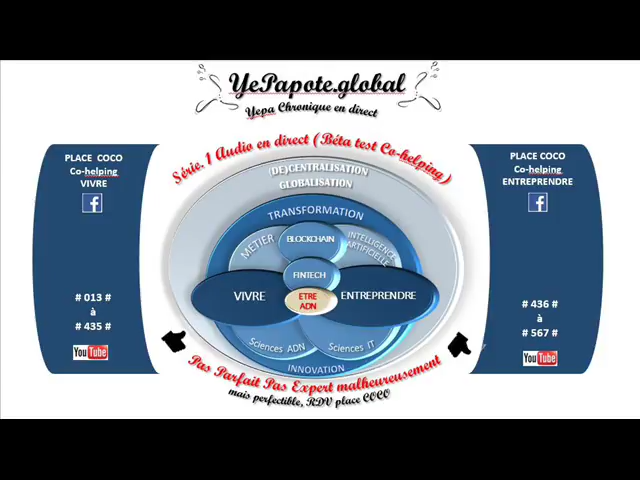 YePapote.global
Yepa Chronique en direct
Série. 1 Audio en direct (Béta test Co-helping)
PLACE COCO
Co-helping
VIVRE
f
# 013 #
à
# 435 #
YouTube
(DE)CENTRALISATION
GLOBALISATION
TRANSFORMATION
METIER
BLOCKCHAIN
INTELLIGENCE
ARTIFICIELLE
FINTECH
VIVRE
ETRE
ADN
ENTREPRENDRE
Sciences ADN
Sciences IT
INNOVATION
PLACE COCO
Co-helping
ENTREPRENDRE
f
# 436 #
à
# 567 #
YouTube
Pas Parfait Pas Expert malheureusement
mais perfectible, RDV place COCO